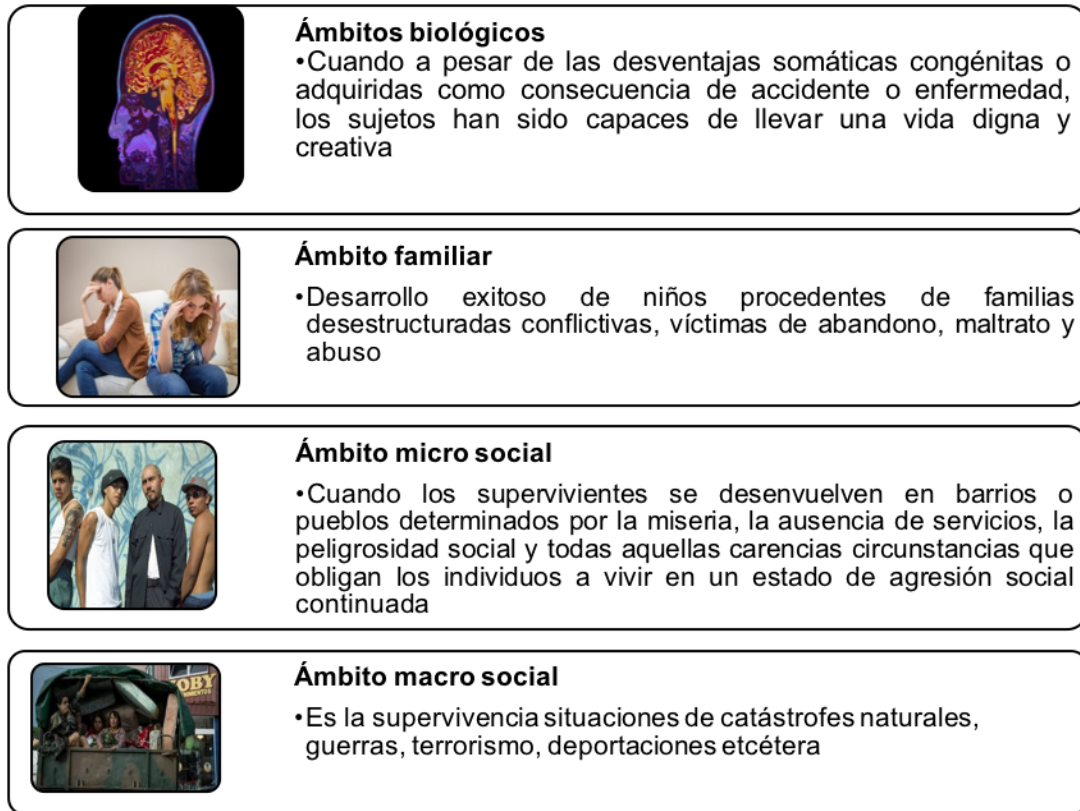 Ámbitos biológicos
•Cuando a pesar de las desventajas somáticas congénitas o
adquiridas como consecuencia de accidente o enfermedad,
los sujetos han sido capaces de llevar una vida digna y
creativa
Ámbito familiar
•Desarrollo exitoso de niños procedentes de familias
desestructuradas conflictivas, víctimas de abandono, maltrato y
abuso
Ámbito micro social
•Cuando los supervivientes se desenvuelven en barrios o
pueblos determinados por la miseria, la ausencia de servicios, la
peligrosidad social y todas aquellas carencias circunstancias que
obligan los individuos a vivir en un estado de agresión social
continuada
OBY
Ámbito macro social
•Es la supervivencia situaciones de catástrofes naturales,
guerras, terrorismo, deportaciones etcétera